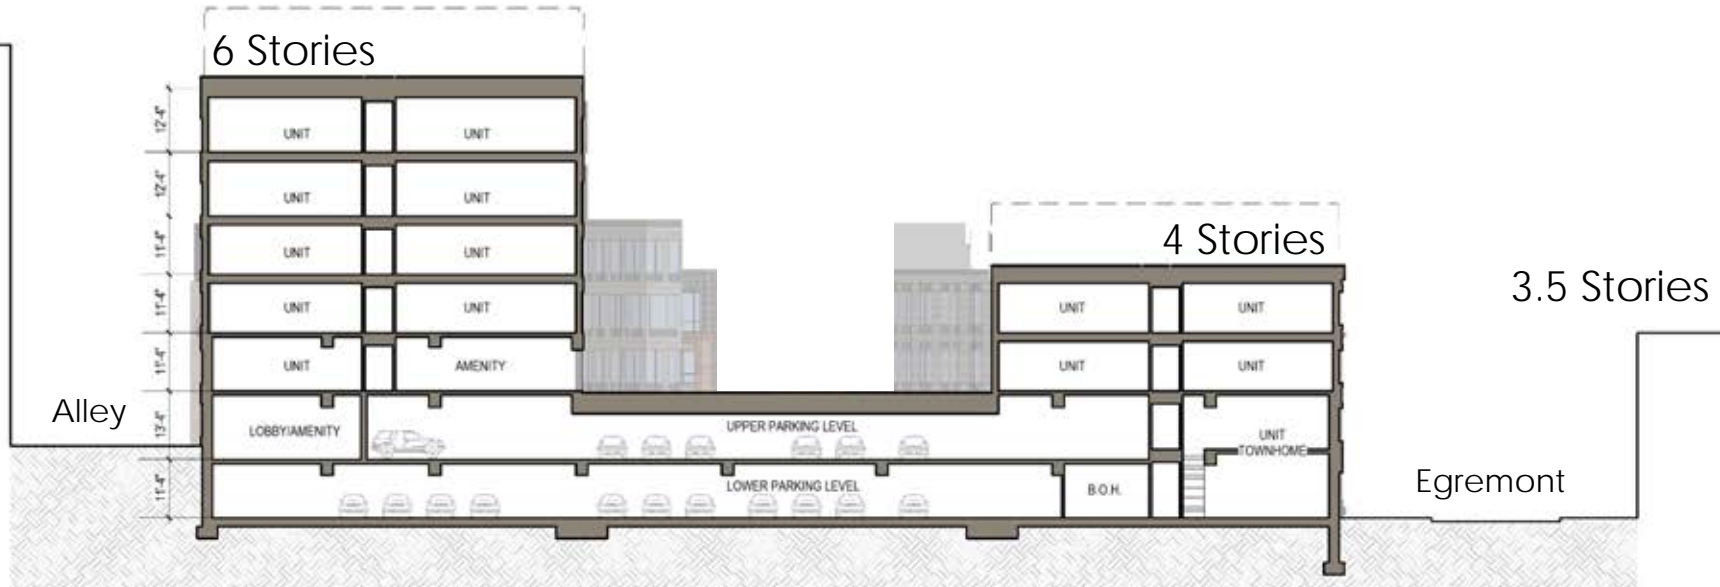 6 Stories
12'-4"
UNIT
UNIT
12'-4"
UNIT
UNIT
11'-4"
UNIT
UNIT
4 Stories
3.5 Stories
11'-4"
UNIT
UNIT
UNIT
UNIT
11'-4"
UNIT
AMENITY
UNIT
UNIT
Alley
13'-4"
LOBBY/AMENITY
UPPER PARKING LEVEL
UNIT
TOWNHOME
11'-4"
LOWER PARKING LEVEL
B.O.H.
Egremont